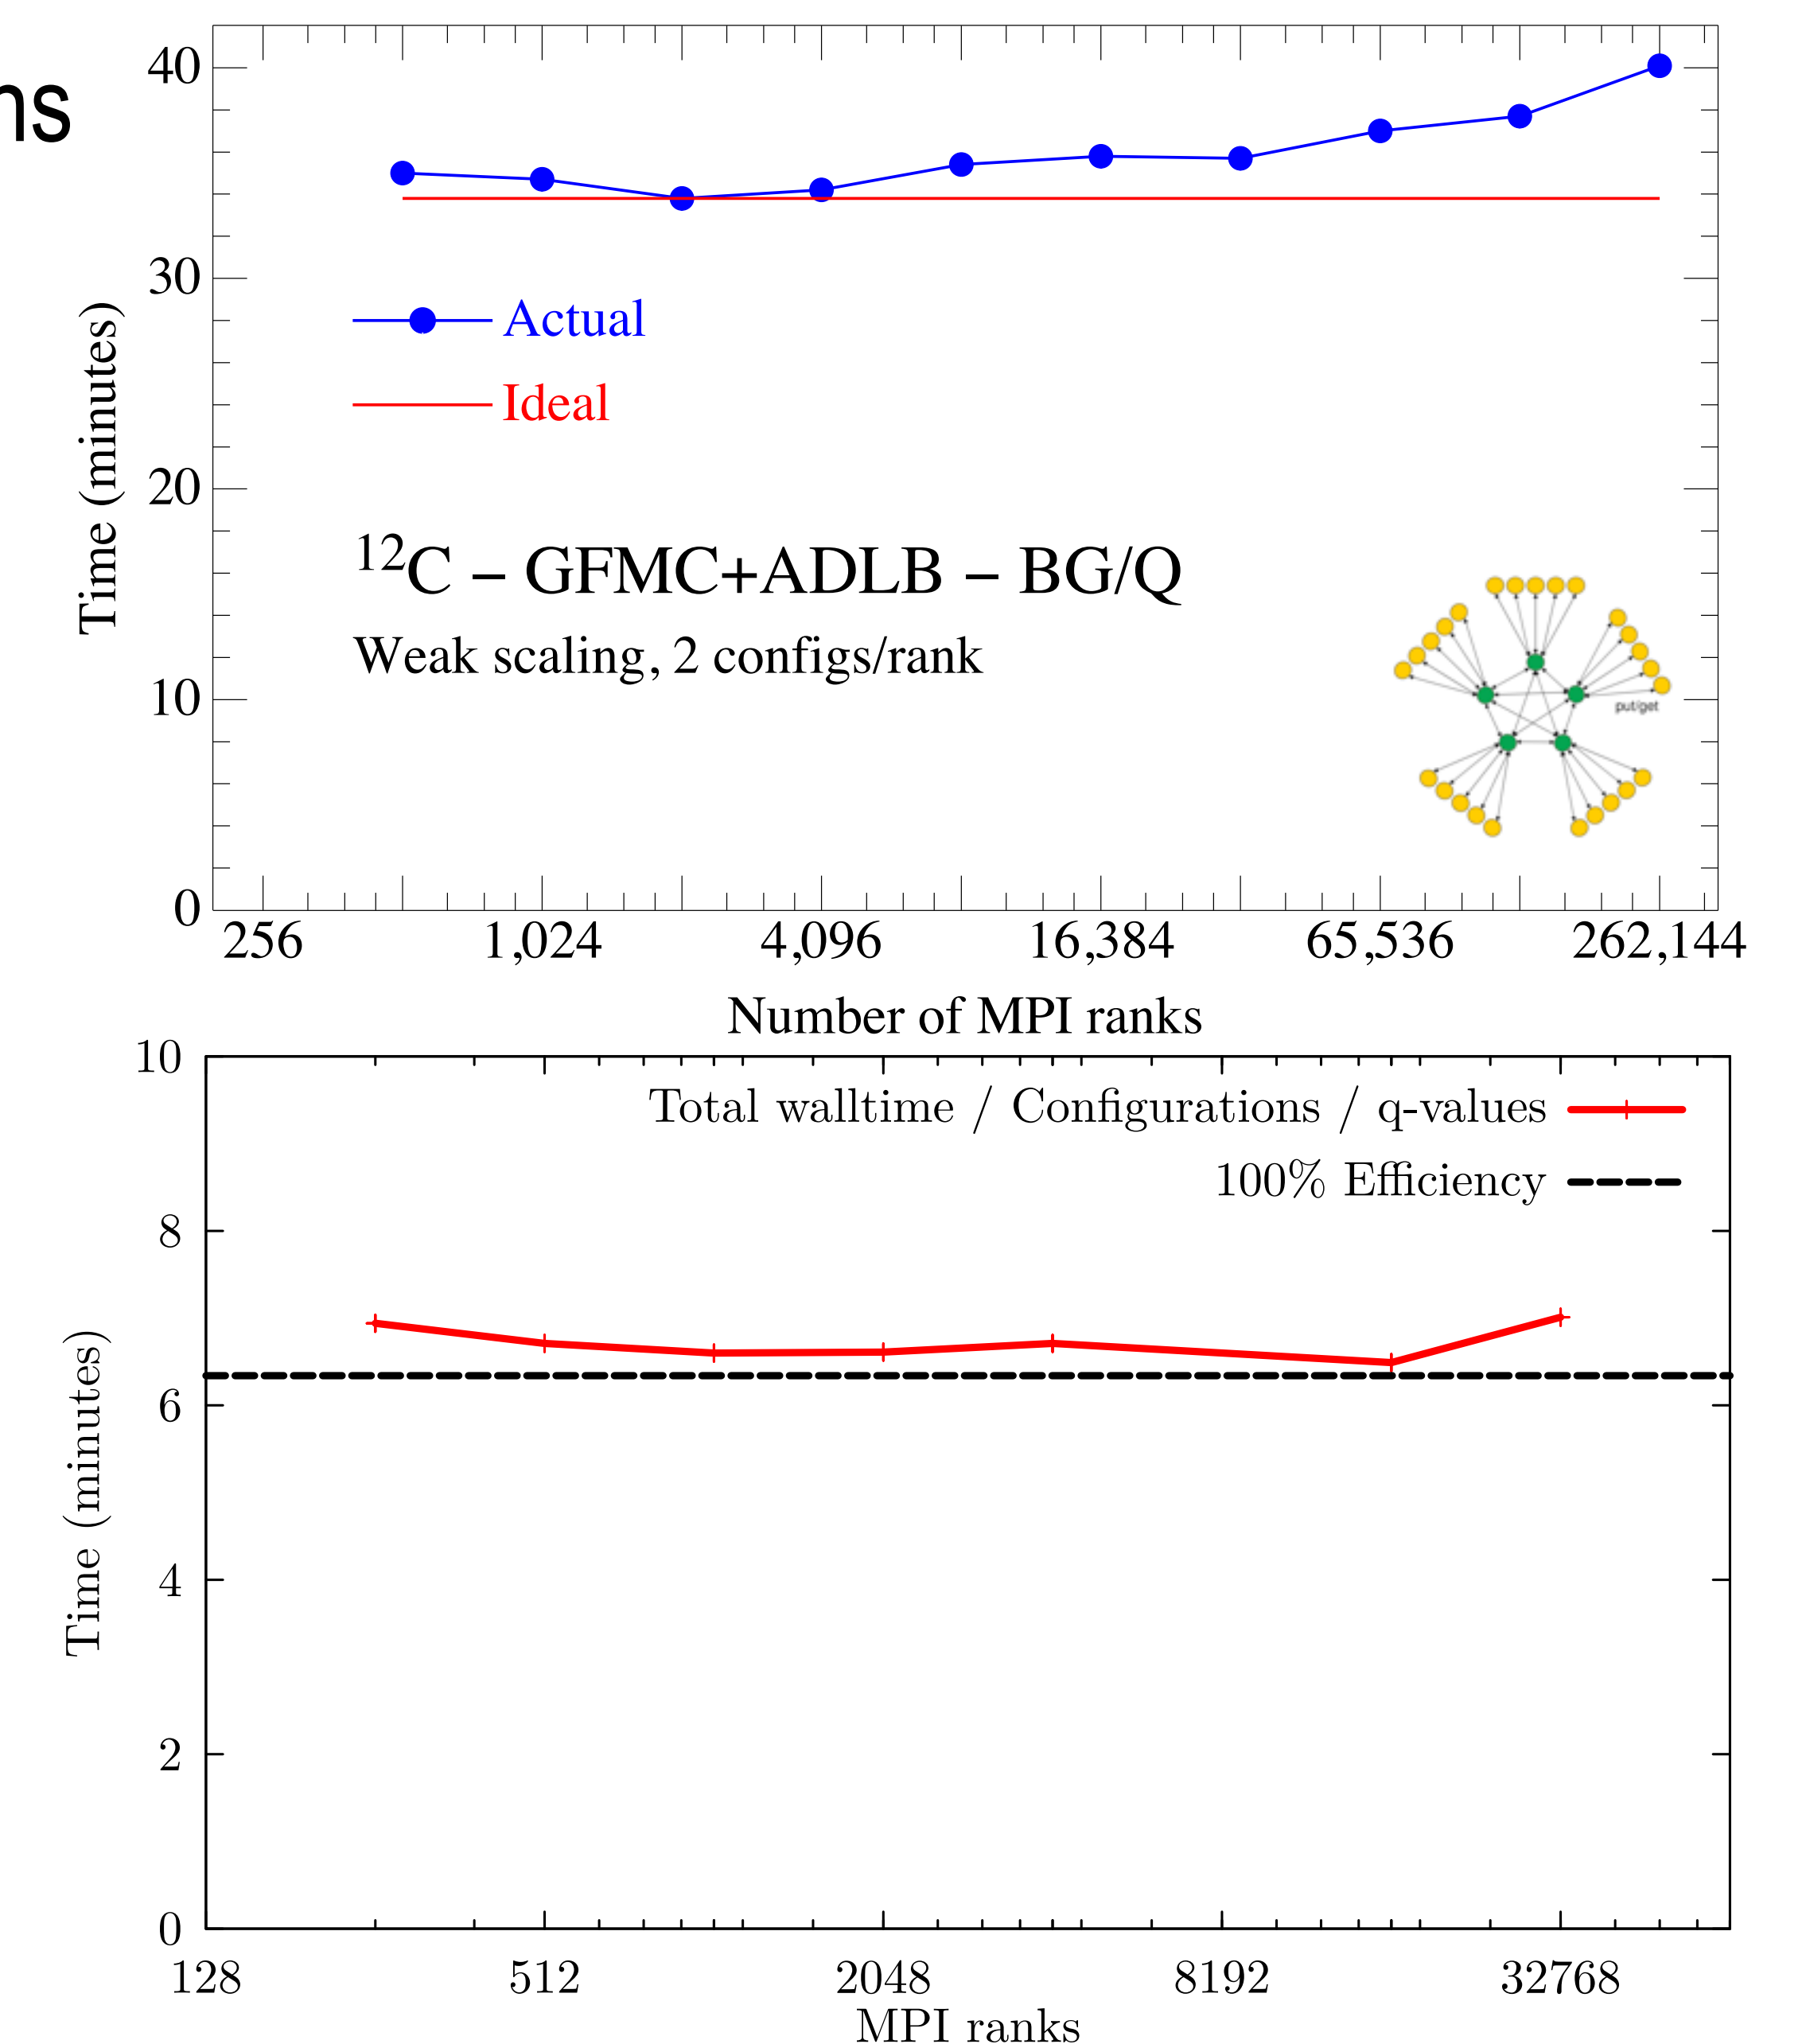 ns
40
30
20
10
0
Time (minutes)
Actual
Ideal
12C – GFMC+ADLB – BG/Q
Weak scaling, 2 configs/rank
put/get
256 1,024 4,096 16,384 65,536 262,144
Number of MPI ranks
10
8
6
4
2
0
Time (minutes)
Total walltime / Configurations / q-values
100% Efficiency
128 512 2048 8192 32768
MPI ranks